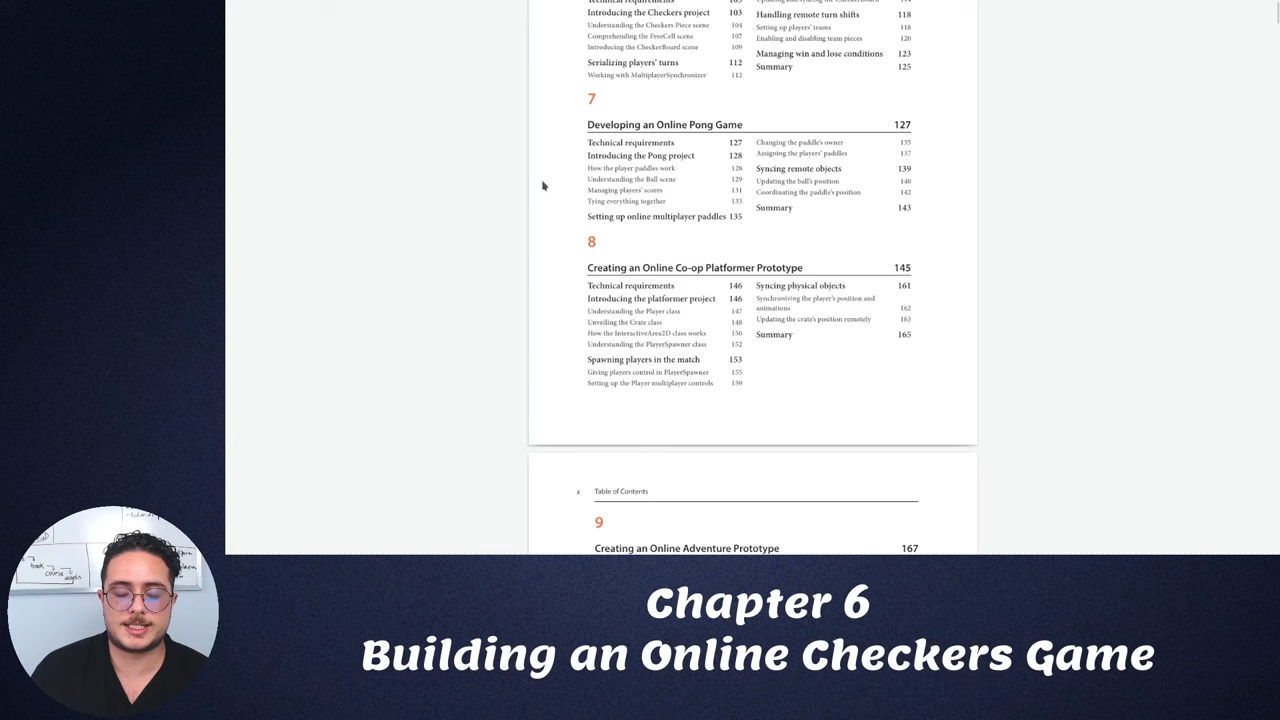 Introducing the Checkers project 103
Understanding the Checkers Piece scene 104
Comprehending the FreeCell scene 107
Introducing the CheckerBoard scene 109
Serializing players' turns 112
Working with MultiplayerSynchronizer 112
Handling remote turn shifts 118
Setting up players' teams 118
Enabling and disabling team pieces 120
Managing win and lose conditions 123
Summary 125
7
Developing an Online Pong Game 127
Technical requirements 127
Introducing the Pong project 128
How the player paddles work 128
Understanding the Ball scene 129
Managing players' scores 131
Tying everything together 133
Setting up online multiplayer paddles 135
Changing the paddle's owner 135
Assigning the players' paddles 137
Syncing remote objects 139
Updating the ball's position 140
Coordinating the paddle's position 142
Summary 143
8
Creating an Online Co-op Platformer Prototype 145
Technical requirements 146
Introducing the platformer project 146
Understanding the Player class 147
Unveiling the Crate class 148
How the InteractiveArea2D class works 150
Understanding the PlayerSpawner class 152
Spawning players in the match 153
Giving players control in PlayerSpawner 155
Setting up the Player multiplayer controls 159
Syncing physical objects 161
Synchronizing the player's position and
animations 162
Updating the crate's position remotely 163
Summary 165
x Table of Contents
9
Creating an Online Adventure Prototype 167
book
course
assets
Chapter 6
Building an Online Checkers Game